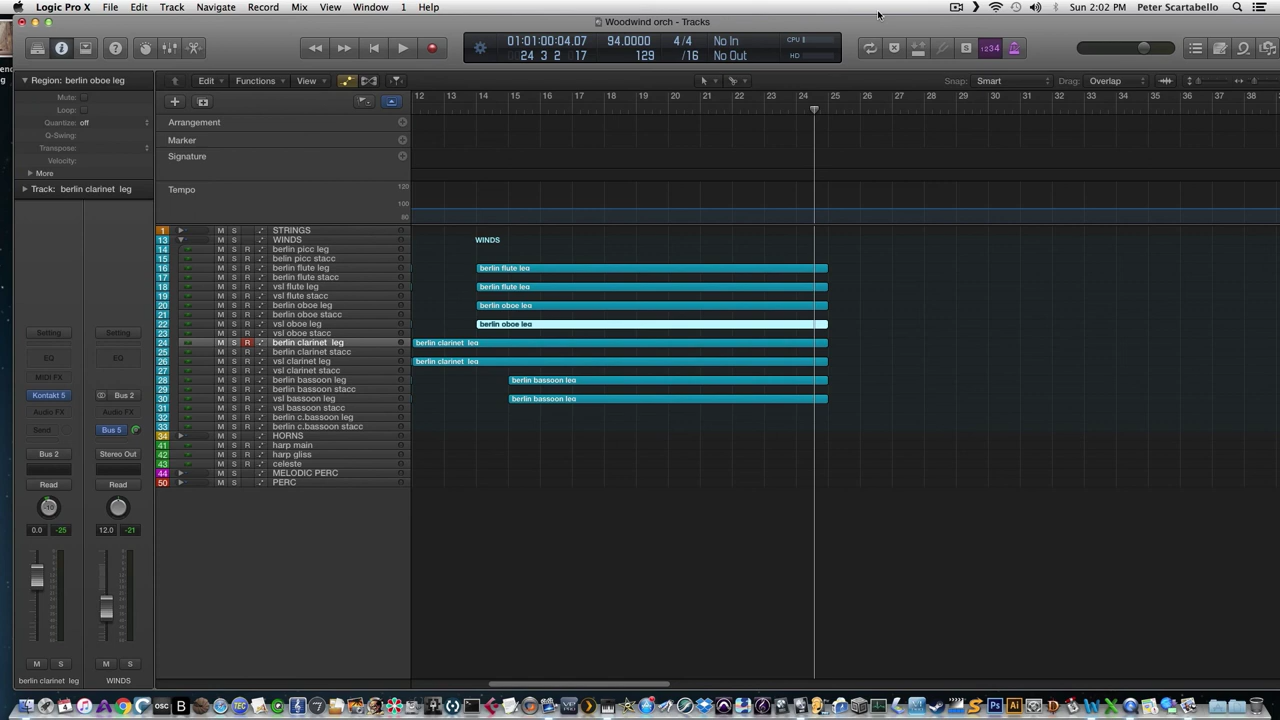 Logic Pro X File Edit Track Navigate Record Mix View Window 1 Help Sun 2:02 PM Peter Scartabello
Woodwind orch - Tracks
01:01:00:04.07 94.0000 4/4 No In CPU
24 3 2 17 129 /16 No Out HD
1234
Region: berlin oboe leg Edit Functions View Snap: Smart Drag: Overlap
Mute:
Loop:
Quantize: off
Q-Swing:
Transpose:
Velocity:
More
Track: berlin clarinet leg
12 13 14 15 16 17 18 19 20 21 22 23 24 25 26 27 28 29 30 31 32 33 34 35 36 37 38
Arrangement
Marker
Signature
Tempo
120
100
80
1 M S STRINGS
13 M S WINDS WINDS
14 M S R berlin picc leg
15 M S R belin picc stacc
16 M S R berlin flute leg berlin flute leg
17 M S R berlin flute stacc
18 M S R vsl flute leg berlin flute leg
19 M S R vsl flute stacc
20 M S R berlin oboe leg berlin oboe leg
21 M S R berlin oboe stacc
22 M S R vsl oboe leg berlin oboe leg
23 M S R vsl oboe stacc
24 M S R berlin clarinet leg berlin clarinet leg
25 M S R berlin clarinet stacc
26 M S R vsl clarinet leg berlin clarinet leg
27 M S R vsl clarinet stacc
28 M S R berlin bassoon leg berlin bassoon leg
29 M S R berlin bassoon stacc
30 M S R vsl bassoon leg berlin bassoon leg
31 M S R vsl bassoon stacc
32 M S R berlin c.bassoon leg
33 M S R berlin c.bassoon stacc
34 M S HORNS
41 M S R harp main
42 M S R harp gliss
43 M S R celeste
44 M S MELODIC PERC
50 M S PERC
Setting Setting
EQ EQ
MIDI FX
Kontakt 5 Bus 2
Audio FX Audio FX
Send Bus 5
Bus 2 Stereo Out
Read Read
-10
0.0 -25 12.0 -21
M S M S
berlin clarinet leg WINDS